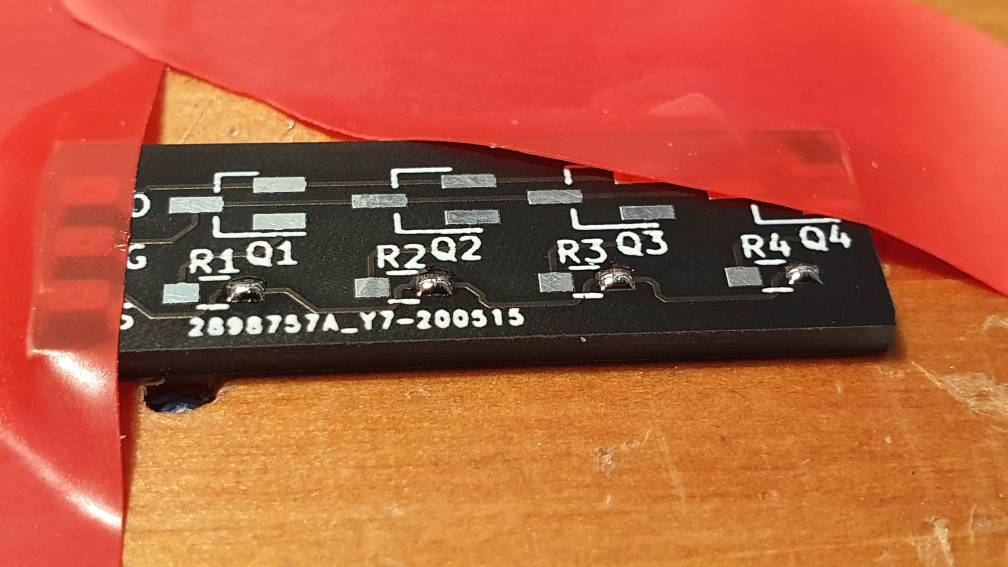 D
G
R1 Q1 R2 Q2 R3 Q3 R4 Q4
S
2898757A_Y7-200515